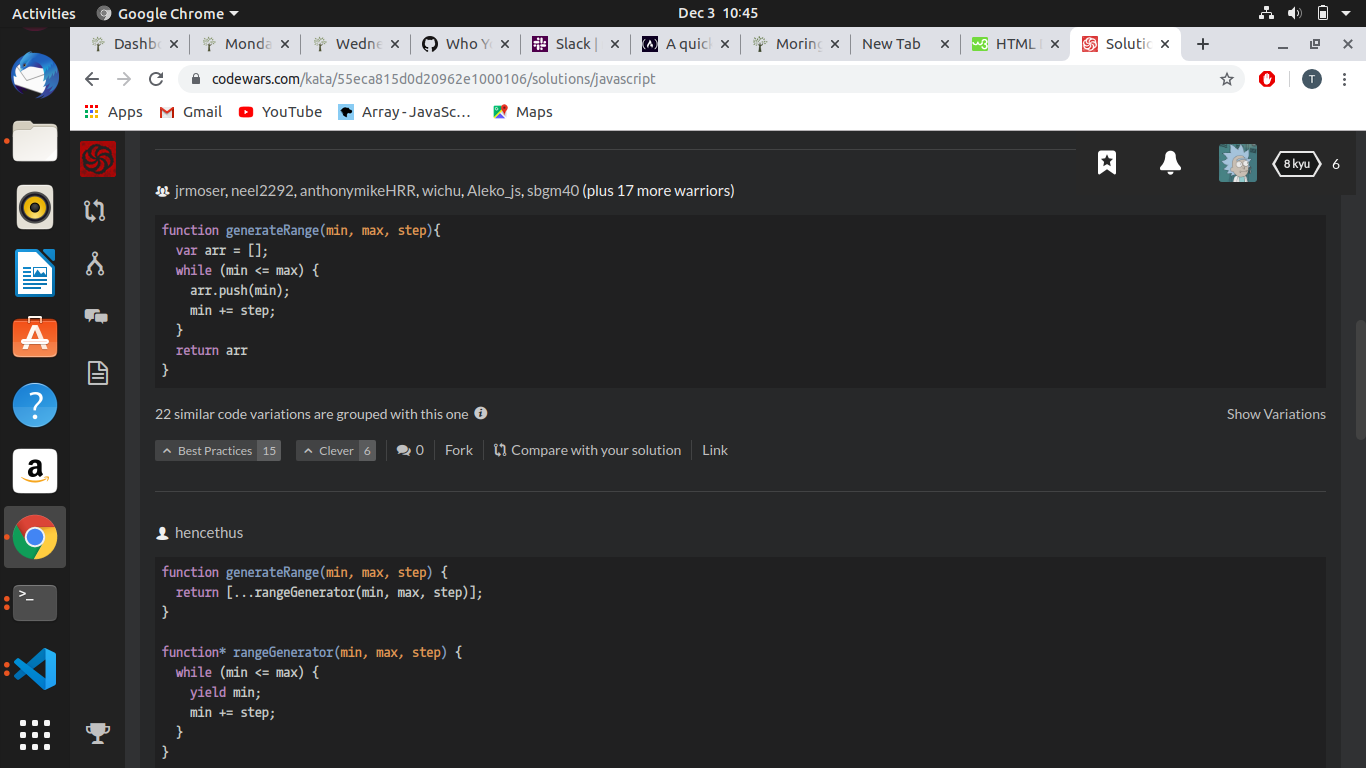 Activities Google Chrome Dec 3 10:45
Dashb Monda Wedne Who Y Slack | A quic Moring New Tab HTML Solutio
codewars.com/kata/55eca815d0d20962e1000106/solutions/javascript T
Apps Gmail YouTube Array - JavaSc... Maps
8 kyu 6
jrmoser, neel2292, anthonymikeHRR, wichu, Aleko_js, sbgm40 (plus 17 more warriors)
function generateRange(min, max, step){
  var arr = [];
  while (min <= max) {
    arr.push(min);
    min += step;
  }
  return arr
}
22 similar code variations are grouped with this one Show Variations
Best Practices 15 Clever 6 0 Fork Compare with your solution Link
hencethus
function generateRange(min, max, step) {
  return [...rangeGenerator(min, max, step)];
}
function* rangeGenerator(min, max, step) {
  while (min <= max) {
    yield min;
    min += step;
  }
}